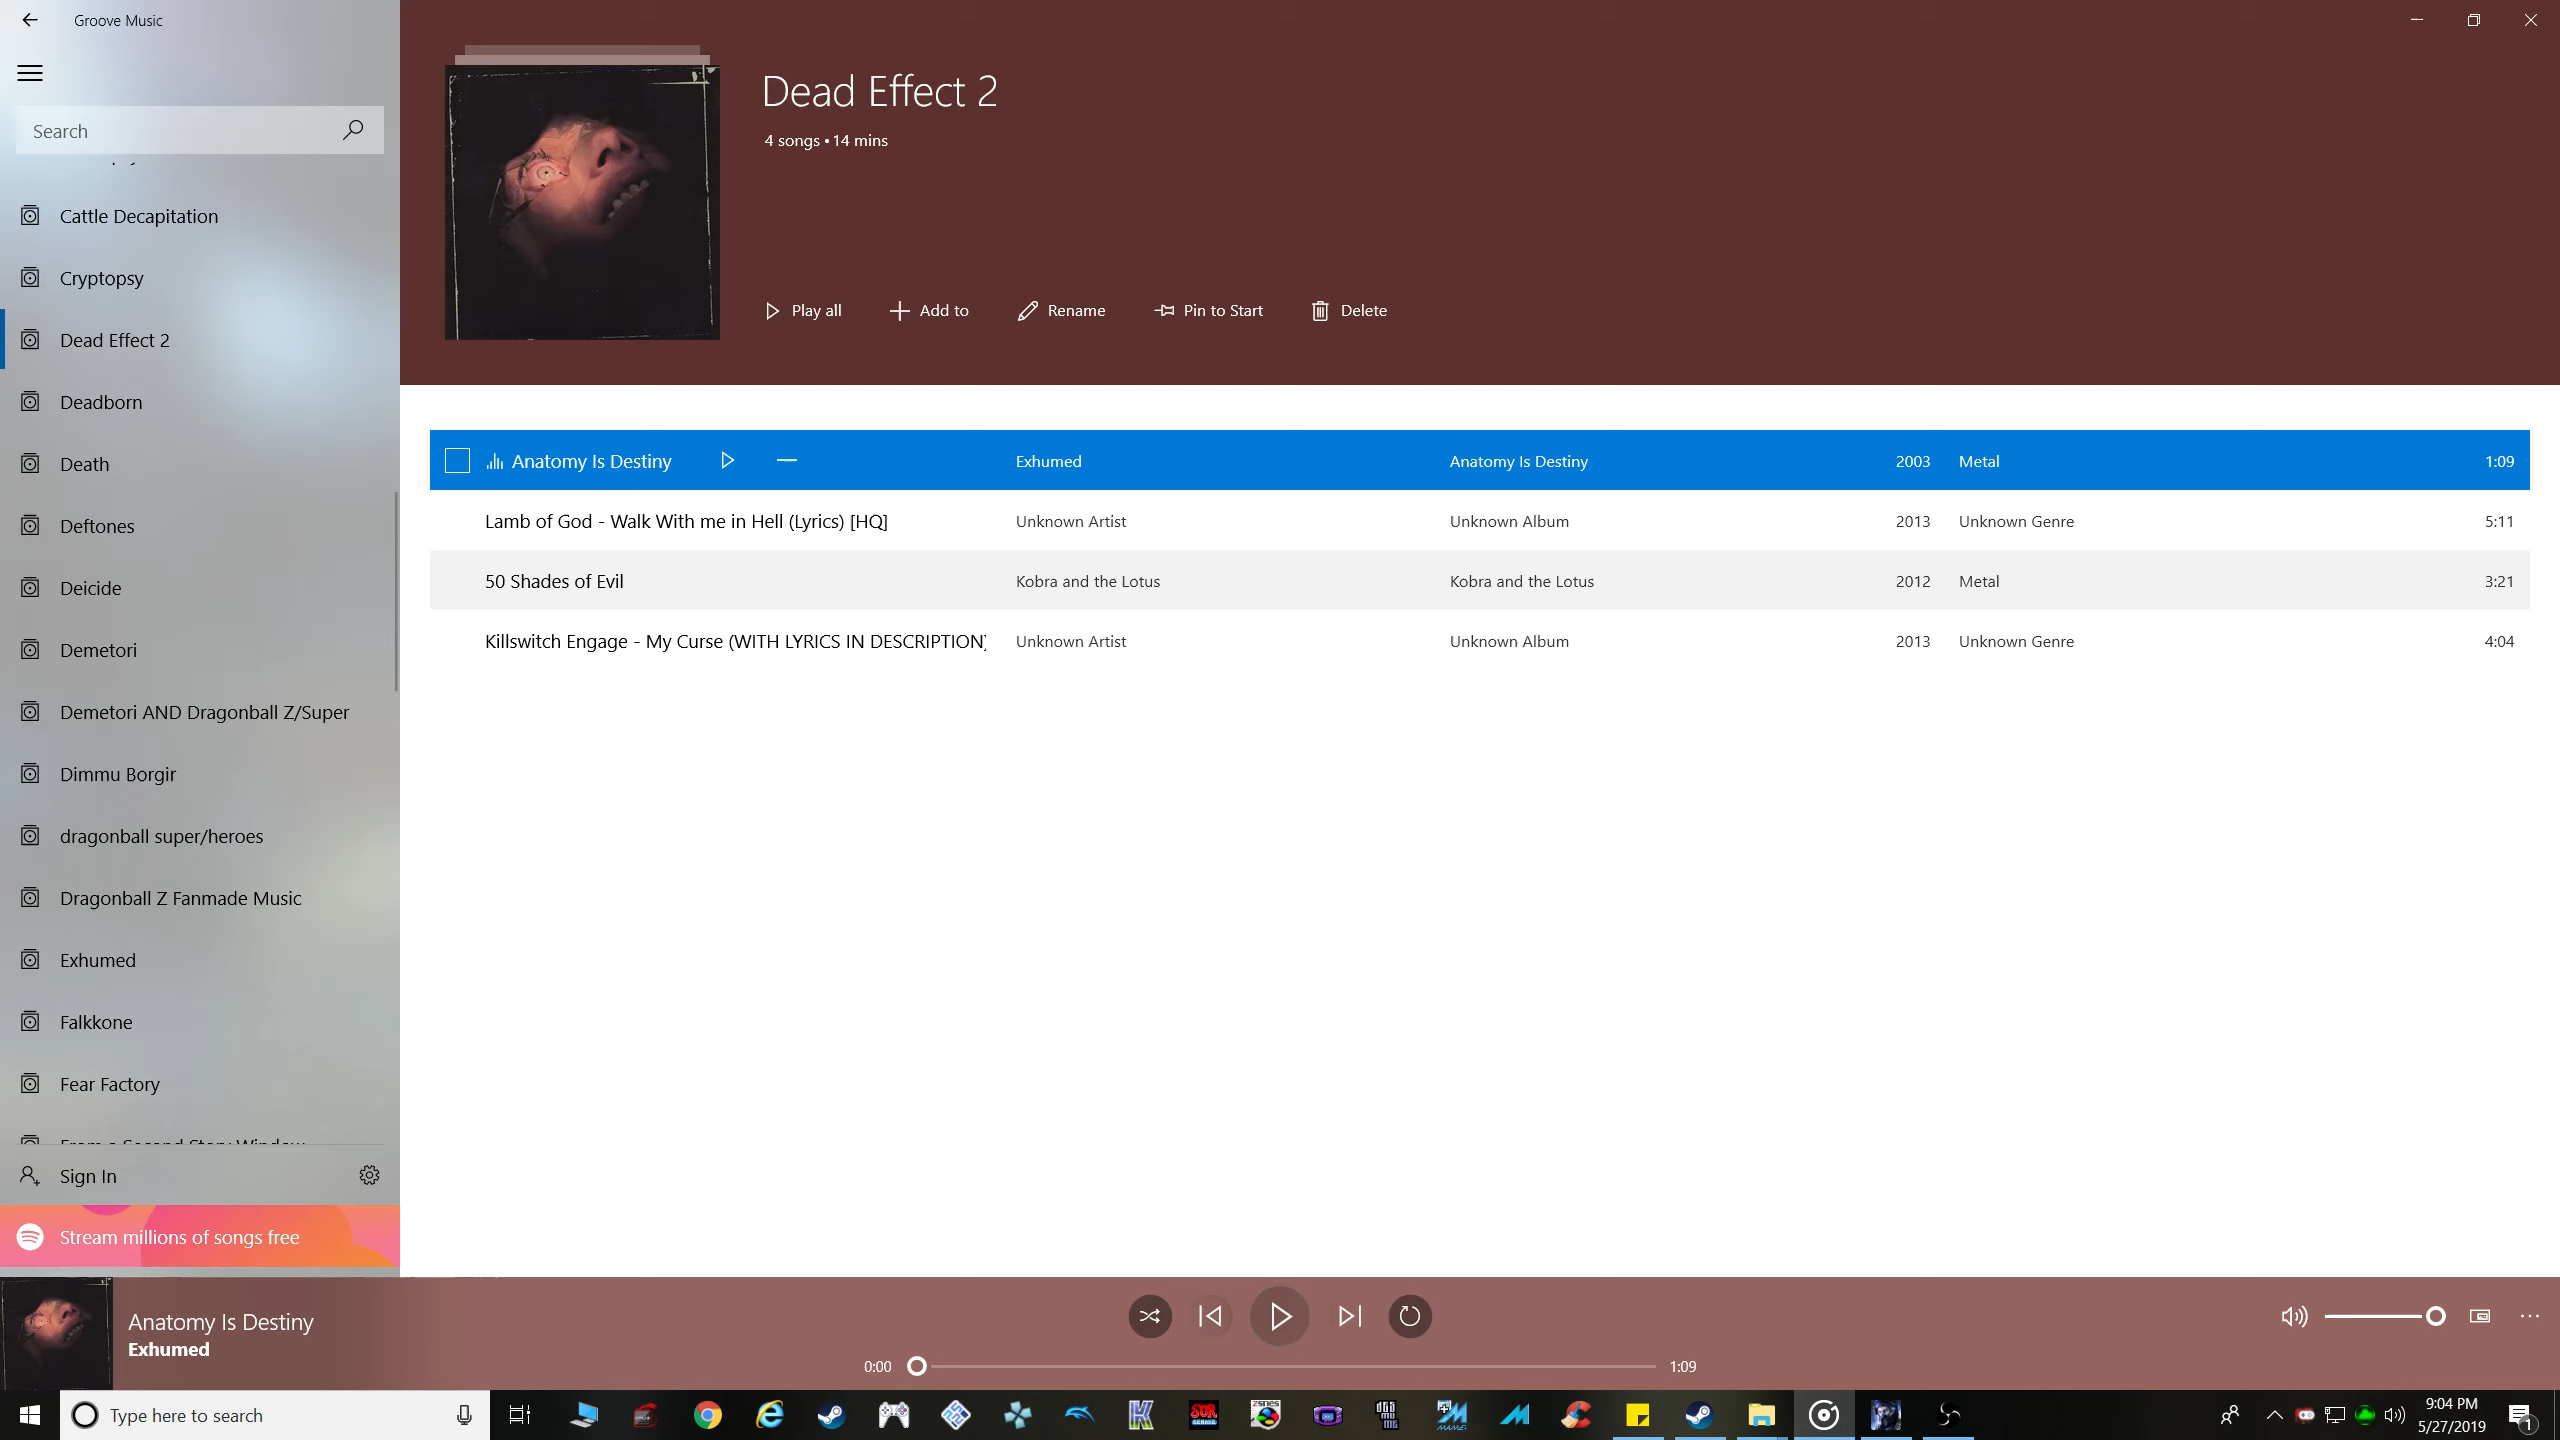 Groove Music
Search
Cattle Decapitation
Cryptopsy
Dead Effect 2
Deadborn
Death
Deftones
Deicide
Demetori
Demetori AND Dragonball Z/Super
Dimmu Borgir
dragonball super/heroes
Dragonball Z Fanmade Music
Exhumed
Falkkone
Fear Factory
From a Second Story Window
Sign In
Stream millions of songs free
Dead Effect 2
4 songs • 14 mins
Play all Add to Rename Pin to Start Delete
Anatomy Is Destiny Exhumed Anatomy Is Destiny 2003 Metal 1:09
Lamb of God - Walk With me in Hell (Lyrics) [HQ] Unknown Artist Unknown Album 2013 Unknown Genre 5:11
50 Shades of Evil Kobra and the Lotus Kobra and the Lotus 2012 Metal 3:21
Killswitch Engage - My Curse (WITH LYRICS IN DESCRIPTION) Unknown Artist Unknown Album 2013 Unknown Genre 4:04
Anatomy Is Destiny
Exhumed
0:00 1:09
Type here to search
9:04 PM
5/27/2019
1